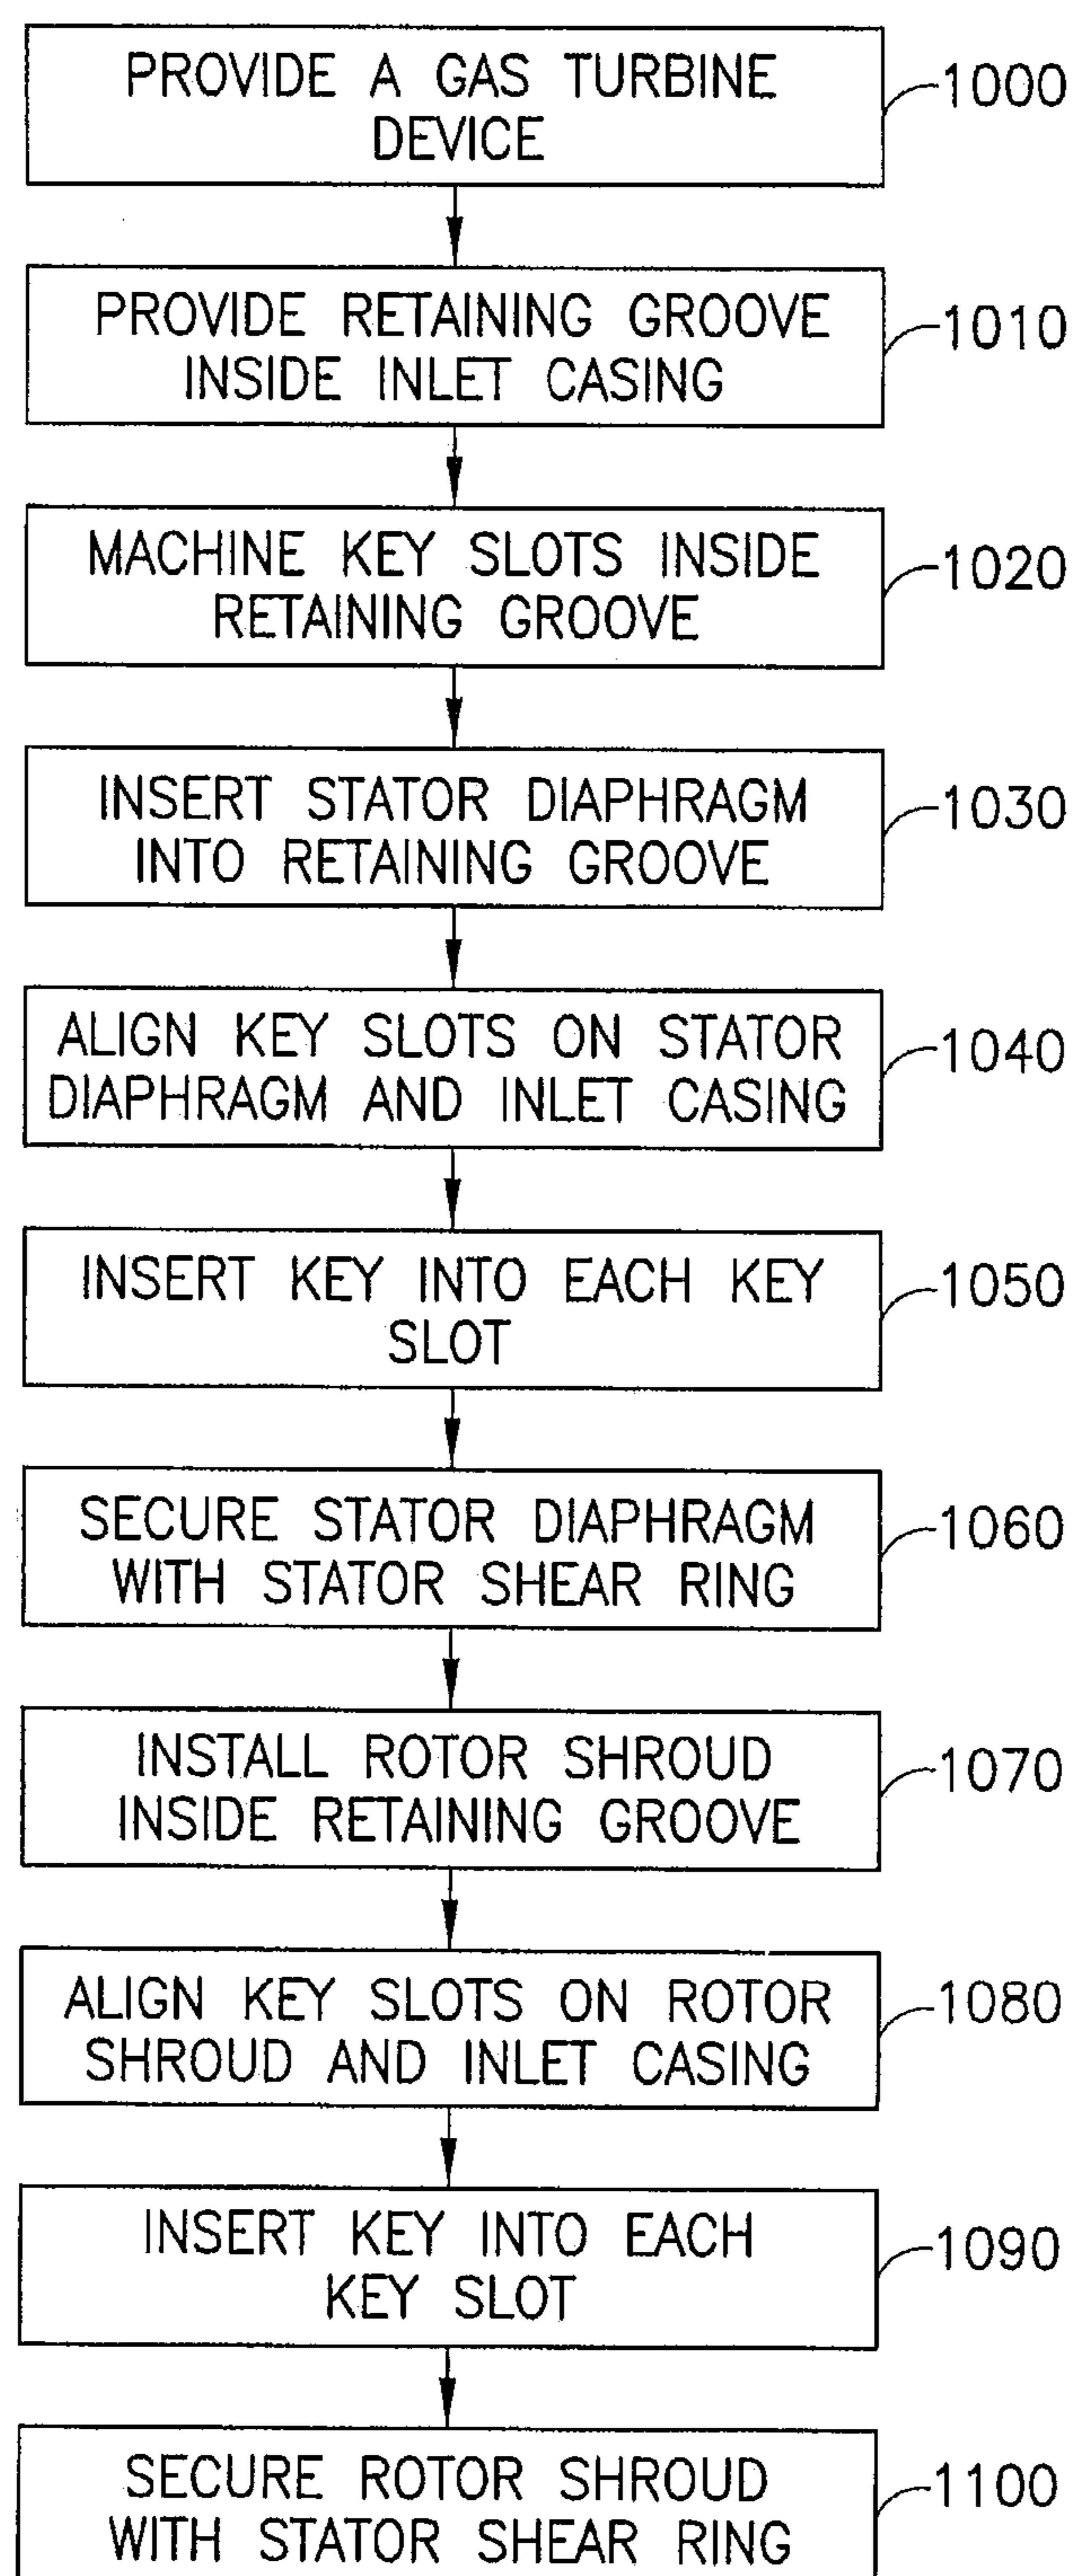 PROVIDE A GAS TURBINE
DEVICE
1000
PROVIDE RETAINING GROOVE
INSIDE INLET CASING
1010
MACHINE KEY SLOTS INSIDE
RETAINING GROOVE
1020
INSERT STATOR DIAPHRAGM
INTO RETAINING GROOVE
1030
ALIGN KEY SLOTS ON STATOR
DIAPHRAGM AND INLET CASING
1040
INSERT KEY INTO EACH KEY
SLOT
1050
SECURE STATOR DIAPHRAGM
WITH STATOR SHEAR RING
1060
INSTALL ROTOR SHROUD
INSIDE RETAINING GROOVE
1070
ALIGN KEY SLOTS ON ROTOR
SHROUD AND INLET CASING
1080
INSERT KEY INTO EACH
KEY SLOT
1090
SECURE ROTOR SHROUD
WITH STATOR SHEAR RING
1100